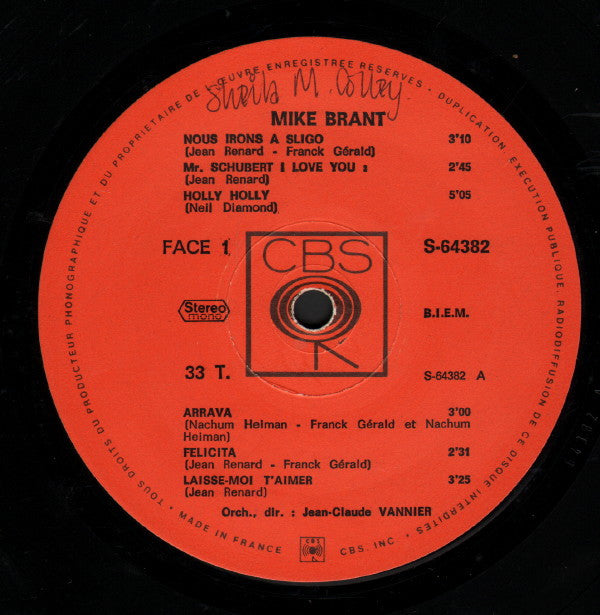 TOUS DROITS DU PRODUCTEUR PHONOGRAPHIQUE ET DU PROPRIETAIRE DE L'ŒUVRE ENREGISTREE RESERVES - DUPLICATION, EXECUTION PUBLIQUE, RADIODIFFUSION DE CE DISQUE INTERDITES
Sheila M. Colley.
MIKE BRANT
NOUS IRONS A SLIGO 3'10
(Jean Renard - Franck Gérald)
Mr. SCHUBERT I LOVE YOU : 2'45
(Jean Renard)
HOLLY HOLLY 5'05
(Neil Diamond)
FACE 1 CBS S-64382
Stereo
mono B.I.E.M.
33 T. S-64382 A
ARRAVA 3'00
(Nachum Heiman - Franck Gérald et Nachum
Heiman)
FELICITA 2'31
(Jean Renard - Franck Gérald)
LAISSE-MOI T'AIMER 3'25
(Jean Renard)
Orch., dir. : Jean-Claude VANNIER
• MADE IN FRANCE CBS CBS, INC. •